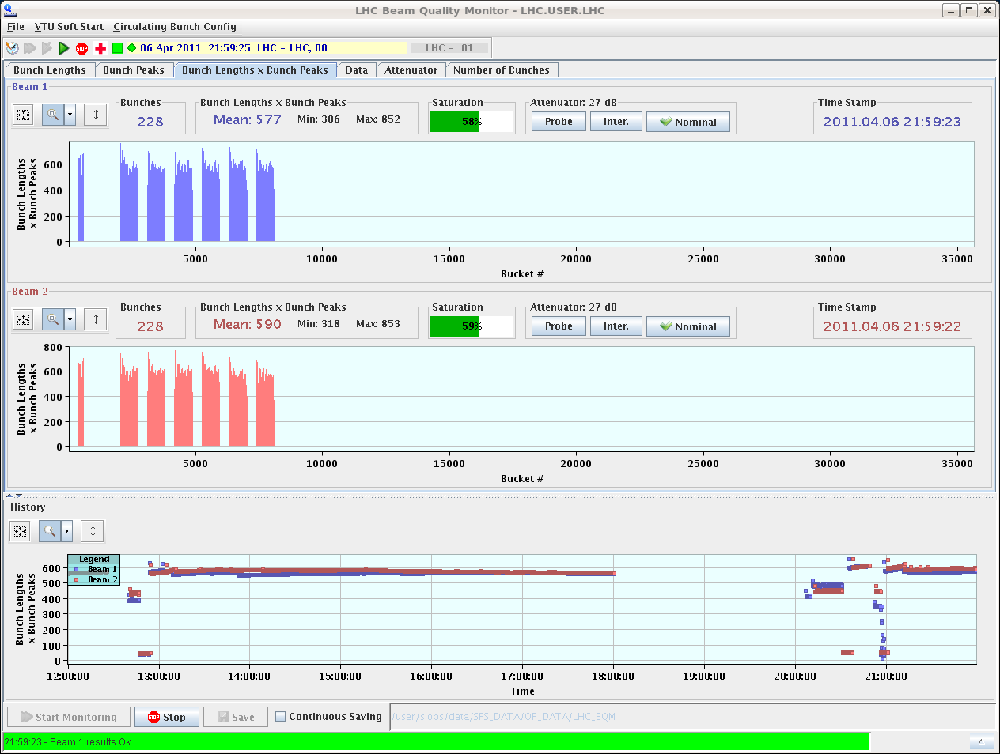 LHC Beam Quality Monitor - LHC.USER.LHC
File VTU Soft Start Circulating Bunch Config
STOP 06 Apr 2011 21:59:25 LHC - LHC, 00 LHC - 01
Bunch Lengths Bunch Peaks Bunch Lengths x Bunch Peaks Data Attenuator Number of Bunches
Beam 1
Bunches Bunch Lengths x Bunch Peaks Saturation Attenuator: 27 dB Time Stamp
228 Mean: 577 Min: 306 Max: 852 58% Probe Inter. Nominal 2011.04.06 21:59:23
Bunch Lengths
x Bunch Peaks
600
400
200
0
5000 10000 15000 20000 25000 30000 35000
Bucket #
Beam 2
Bunches Bunch Lengths x Bunch Peaks Saturation Attenuator: 27 dB Time Stamp
228 Mean: 590 Min: 318 Max: 853 59% Probe Inter. Nominal 2011.04.06 21:59:22
Bunch Lengths
x Bunch Peaks
800
600
400
200
0
5000 10000 15000 20000 25000 30000 35000
Bucket #
History
Legend
Beam 1
Beam 2
Bunch Lengths
x Bunch Peaks
600
500
400
300
200
100
0
12:00:00 13:00:00 14:00:00 15:00:00 16:00:00 17:00:00 18:00:00 19:00:00 20:00:00 21:00:00
Time
Start Monitoring STOP Stop Save Continuous Saving /user/slops/data/SPS_DATA/OP_DATA/LHC_BQM
21:59:23 - Beam 1 results Ok.